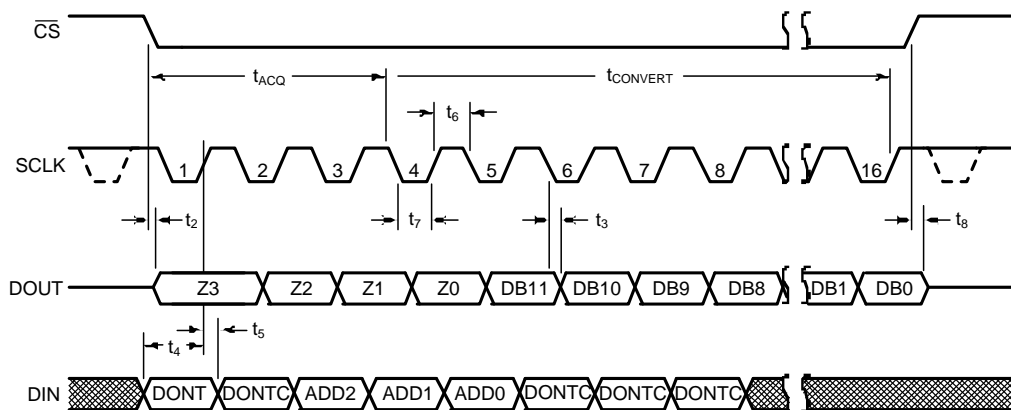 CS
tACQ
tCONVERT
t6
SCLK
1 2 3 4 5 6 7 8 16
t2
t7
t3
t8
DOUT
Z3 Z2 Z1 Z0 DB11 DB10 DB9 DB8 DB1 DB0
t4
t5
DIN
DONT DONTC ADD2 ADD1 ADD0 DONTC DONTC DONTC